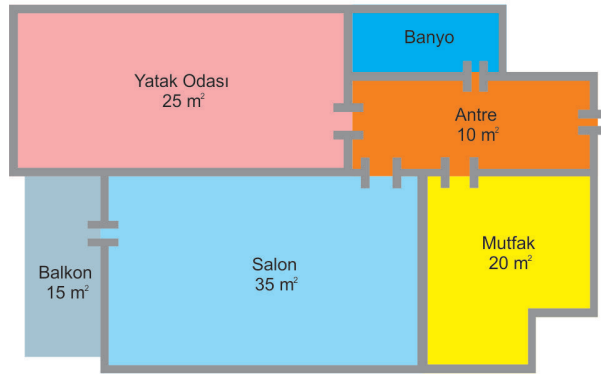 Banyo
Yatak Odası
25 m²
Antre
10 m²
Mutfak
20 m²
Salon
35 m²
Balkon
15 m²